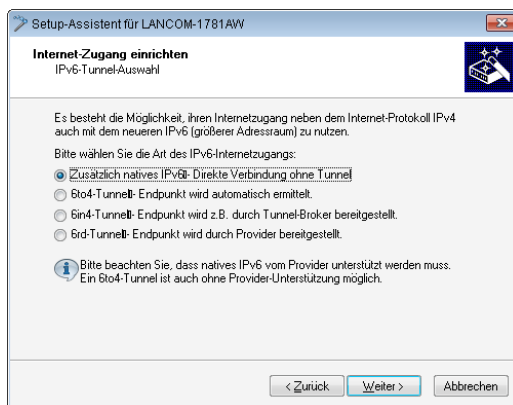 Setup-Assistent für LANCOM-1781AW
Internet-Zugang einrichten
IPv6-Tunnel-Auswahl
Es besteht die Möglichkeit, ihren Internetzugang neben dem Internet-Protokoll IPv4
auch mit dem neueren IPv6 (größerer Adressraum) zu nutzen.
Bitte wählen Sie die Art des IPv6-Internetzugangs:
Zusätzlich natives IPv6 - Direkte Verbindung ohne Tunnel
6to4-Tunnel - Endpunkt wird automatisch ermittelt.
6in4-Tunnel - Endpunkt wird z.B. durch Tunnel-Broker bereitgestellt.
6rd-Tunnel - Endpunkt wird durch Provider bereitgestellt.
Bitte beachten Sie, dass natives IPv6 vom Provider unterstützt werden muss.
Ein 6to4-Tunnel ist auch ohne Provider-Unterstützung möglich.
< Zurück Weiter > Abbrechen